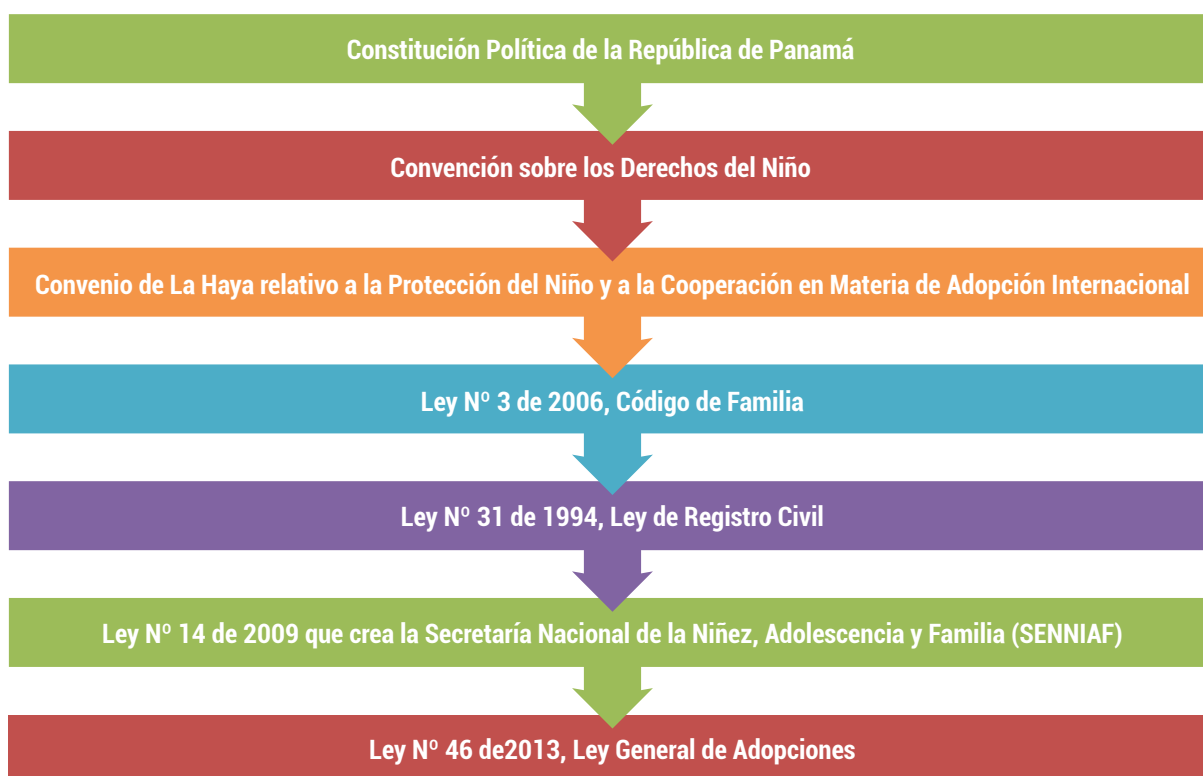 Constitución Política de la República de Panamá
Convención sobre los Derechos del Niño
Convenio de La Haya relativo a la Protección del Niño y a la Cooperación en Materia de Adopción Internacional
Ley Nº 3 de 2006, Código de Familia
Ley Nº 31 de 1994, Ley de Registro Civil
Ley Nº 14 de 2009 que crea la Secretaría Nacional de la Niñez, Adolescencia y Familia (SENNIAF)
Ley Nº 46 de2013, Ley General de Adopciones